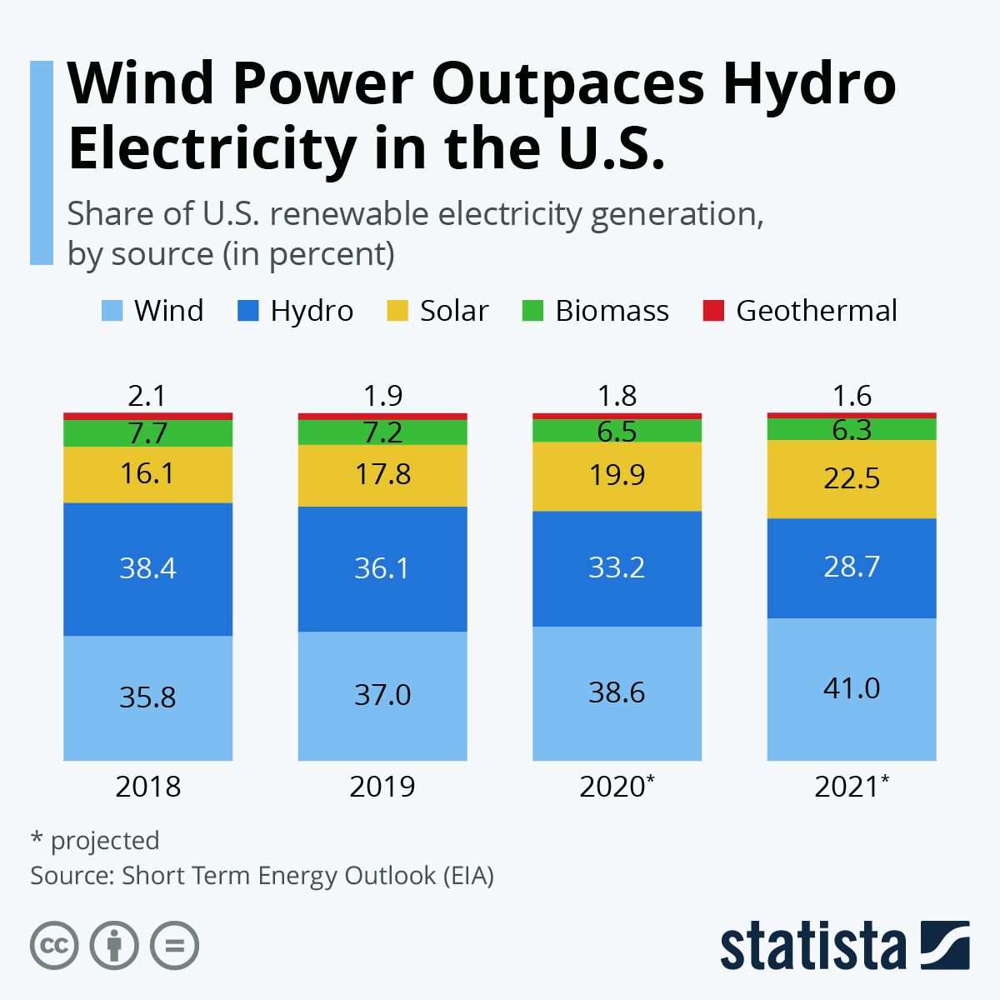 Wind Power Outpaces Hydro
Electricity in the U.S.
Share of U.S. renewable electricity generation,
by source (in percent)
Wind Hydro Solar Biomass Geothermal
2.1 1.9 1.8 1.6
7.7 7.2 6.5 6.3
16.1 17.8 19.9 22.5
38.4 36.1 33.2 28.7
35.8 37.0 38.6 41.0
2018 2019 2020* 2021*
* projected
Source: Short Term Energy Outlook (EIA)
cc = statista